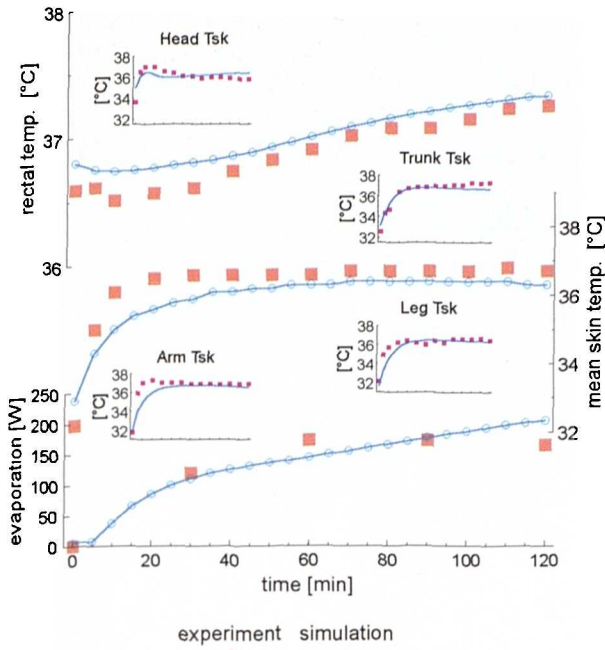 38
37
36
rectal temp. [°C]
Head Tsk
38
36
34
32
[°C]
Trunk Tsk
38
36
34
32
[°C]
38
36
34
32
mean skin temp. [°C]
Leg Tsk
38
36
34
32
[°C]
Arm Tsk
38
36
34
32
[°C]
250
200
150
100
50
0
evaporation [W]
0 20 40 60 80 100 120
time [min]
experiment simulation